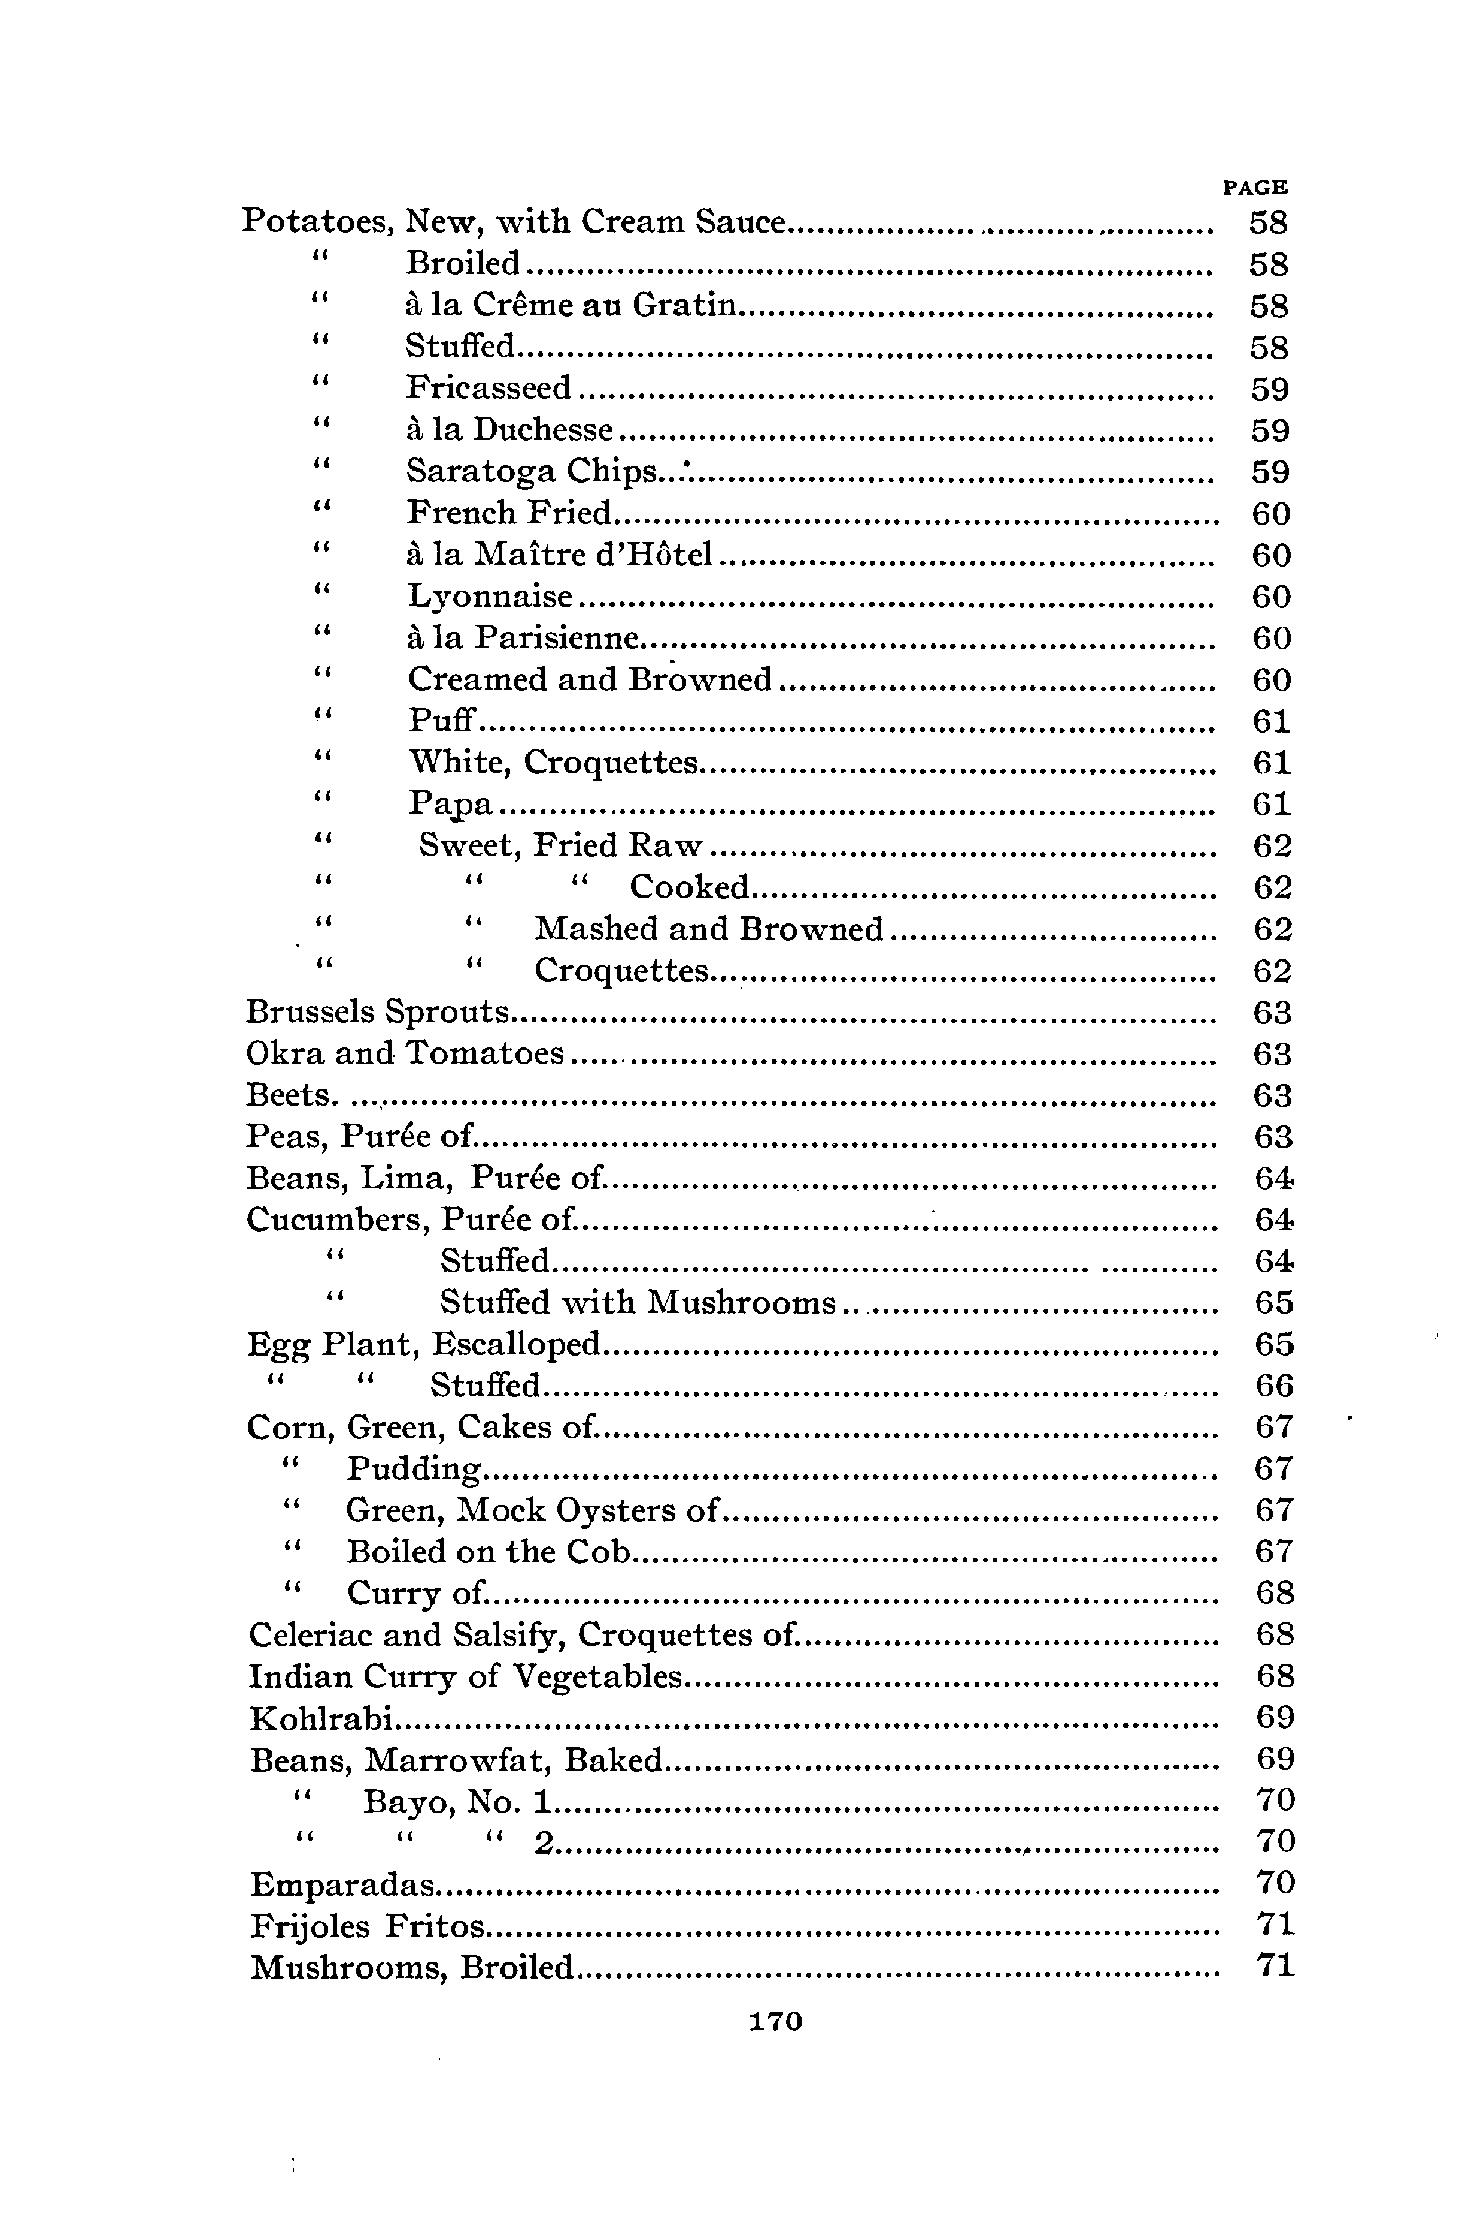 PAGE
Potatoes, New, with Cream Sauce........................................... 58
" Broiled..................................................................... 58
" à la Crême au Gratin................................................ 58
" Stuffed...................................................................... 58
" Fricasseed................................................................ 59
" à la Duchesse............................................................ 59
" Saratoga Chips........................................................ 59
" French Fried............................................................. 60
" à la Maître d'Hôtel.................................................. 60
" Lyonnaise................................................................ 60
" à la Parisienne.......................................................... 60
" Creamed and Browned............................................ 60
" Puff.......................................................................... 61
" White, Croquettes.................................................... 61
" Papa........................................................................ 61
" Sweet, Fried Raw................................................... 62
" " " Cooked............................................... 62
" " Mashed and Browned................................. 62
" " Croquettes................................................... 62
Brussels Sprouts....................................................................... 63
Okra and Tomatoes................................................................. 63
Beets. ....................................................................................... 63
Peas, Purée of........................................................................... 63
Beans, Lima, Purée of.............................................................. 64
Cucumbers, Purée of................................................................. 64
" Stuffed.................................................................. 64
" Stuffed with Mushrooms...................................... 65
Egg Plant, Escalloped.............................................................. 65
" " Stuffed.................................................................... 66
Corn, Green, Cakes of............................................................... 67
" Pudding.......................................................................... 67
" Green, Mock Oysters of.................................................. 67
" Boiled on the Cob........................................................... 67
" Curry of.......................................................................... 68
Celeriac and Salsify, Croquettes of........................................... 68
Indian Curry of Vegetables...................................................... 68
Kohlrabi................................................................................... 69
Beans, Marrowfat, Baked........................................................ 69
" Bayo, No. 1................................................................... 70
" " " 2................................................................... 70
Emparadas............................................................................... 70
Frijoles Fritos.......................................................................... 71
Mushrooms, Broiled................................................................. 71
170